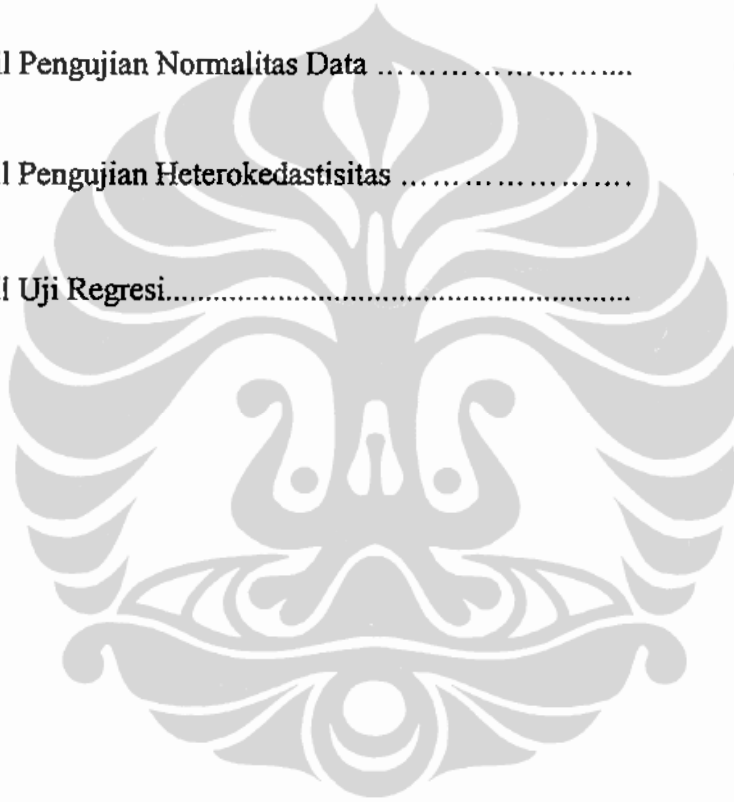 l Pengujian Normalitas Data ...........................
l Pengujian Heterokedastisitas ........................
l Uji Regresi...........................................................